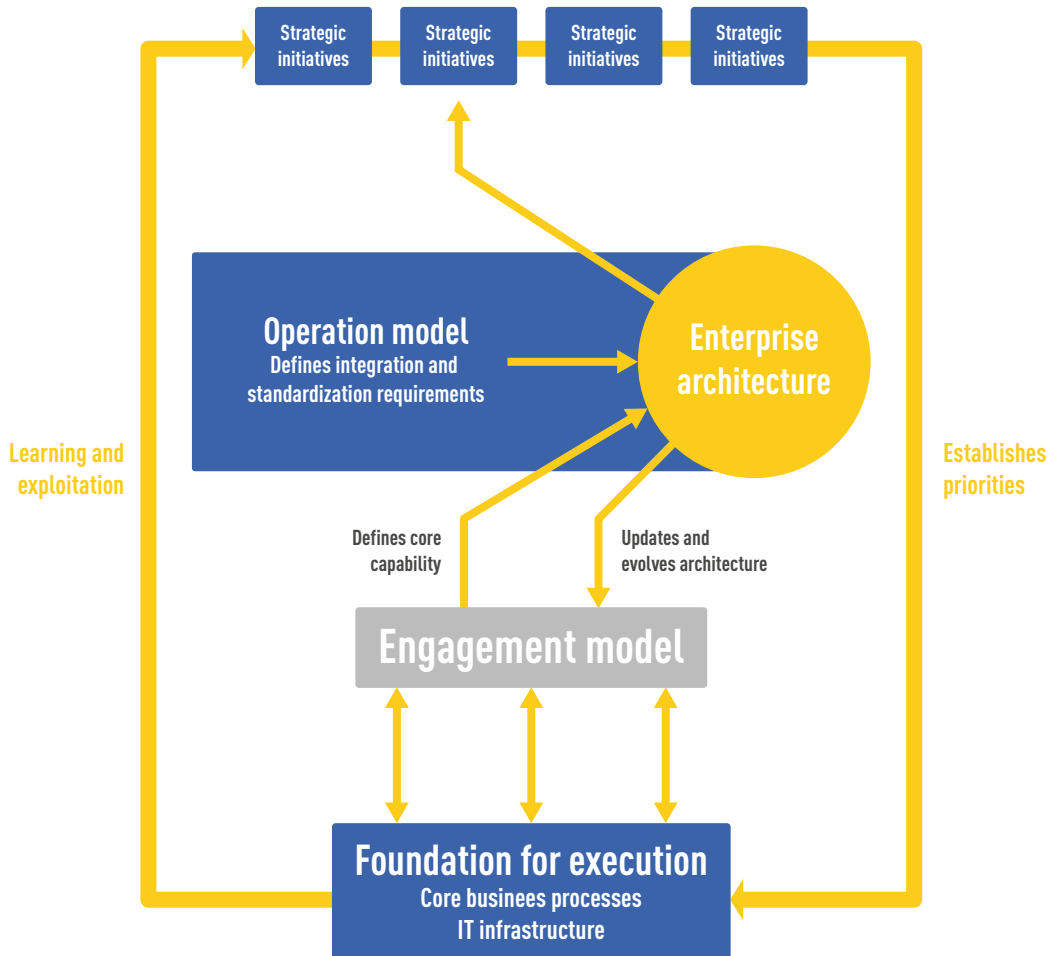 Strategic
initiatives
Strategic
initiatives
Strategic
initiatives
Strategic
initiatives
Operation model
Defines integration and
standardization requirements
Enterprise
architecture
Learning and
exploitation
Establishes
priorities
Defines core
capability
Updates and
evolves architecture
Engagement model
Foundation for execution
Core businees processes
IT infrastructure